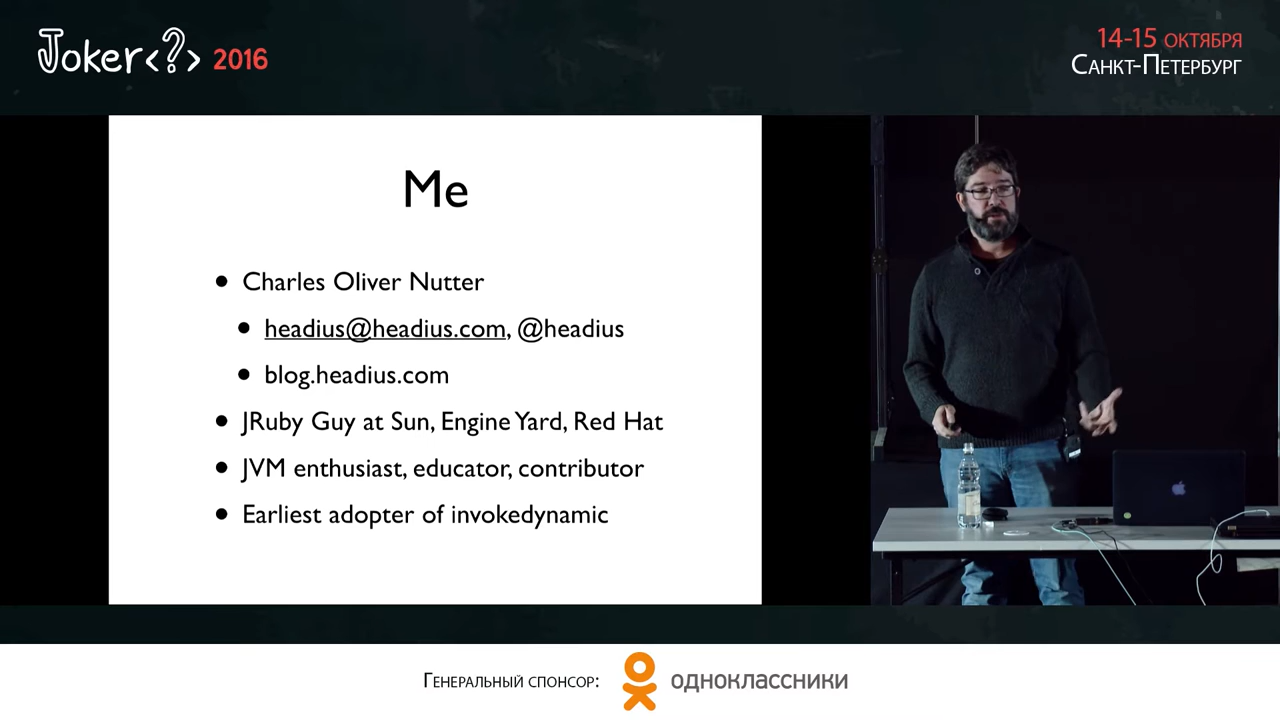 Joker<?> 2016
14-15 октября
Санкт-Петербург
Me
• Charles Oliver Nutter
• headius@headius.com, @headius
• blog.headius.com
• JRuby Guy at Sun, Engine Yard, Red Hat
• JVM enthusiast, educator, contributor
• Earliest adopter of invokedynamic
Генеральный спонсор:
одноклассники